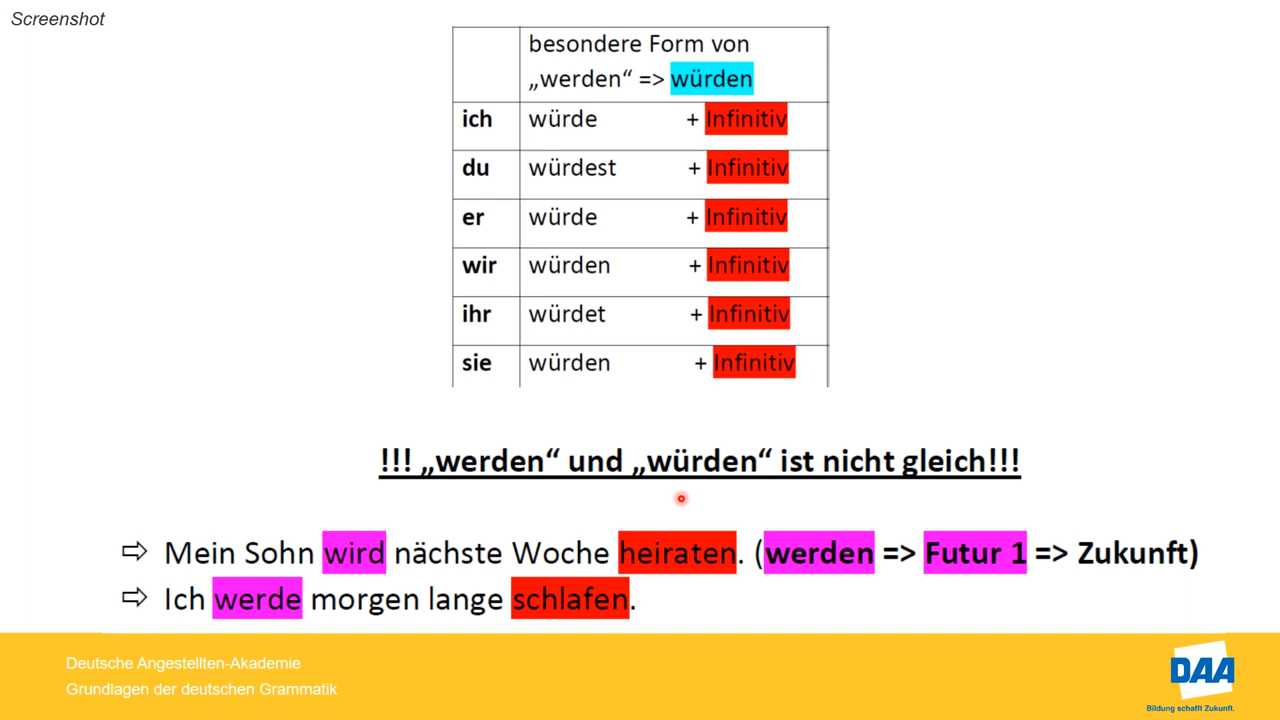 Screenshot
besondere Form von
„werden“ => würden
ich würde + Infinitiv
du würdest + Infinitiv
er würde + Infinitiv
wir würden + Infinitiv
ihr würdet + Infinitiv
sie würden + Infinitiv
!!! „werden“ und „würden“ ist nicht gleich!!!
⇨ Mein Sohn wird nächste Woche heiraten. (werden => Futur 1 => Zukunft)
⇨ Ich werde morgen lange schlafen.
Deutsche Angestellten-Akademie
Grundlagen der deutschen Grammatik
DAA
Bildung schafft Zukunft.